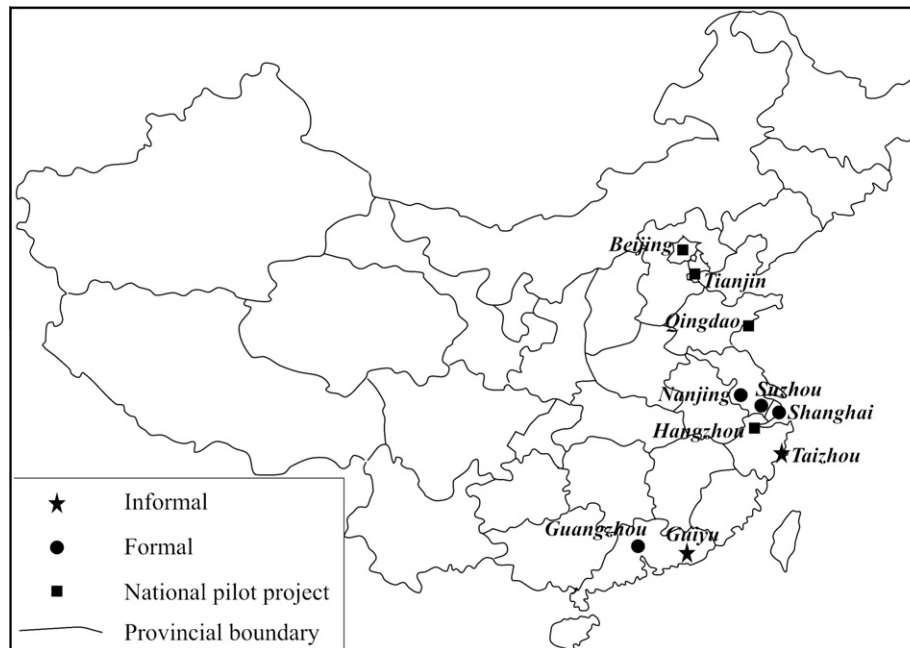 Beijing
Tianjin
Qingdao
Nanjing
Suzhou
Shanghai
Hangzhou
Taizhou
Guangzhou
Guiyu
Informal
Formal
National pilot project
Provincial boundary